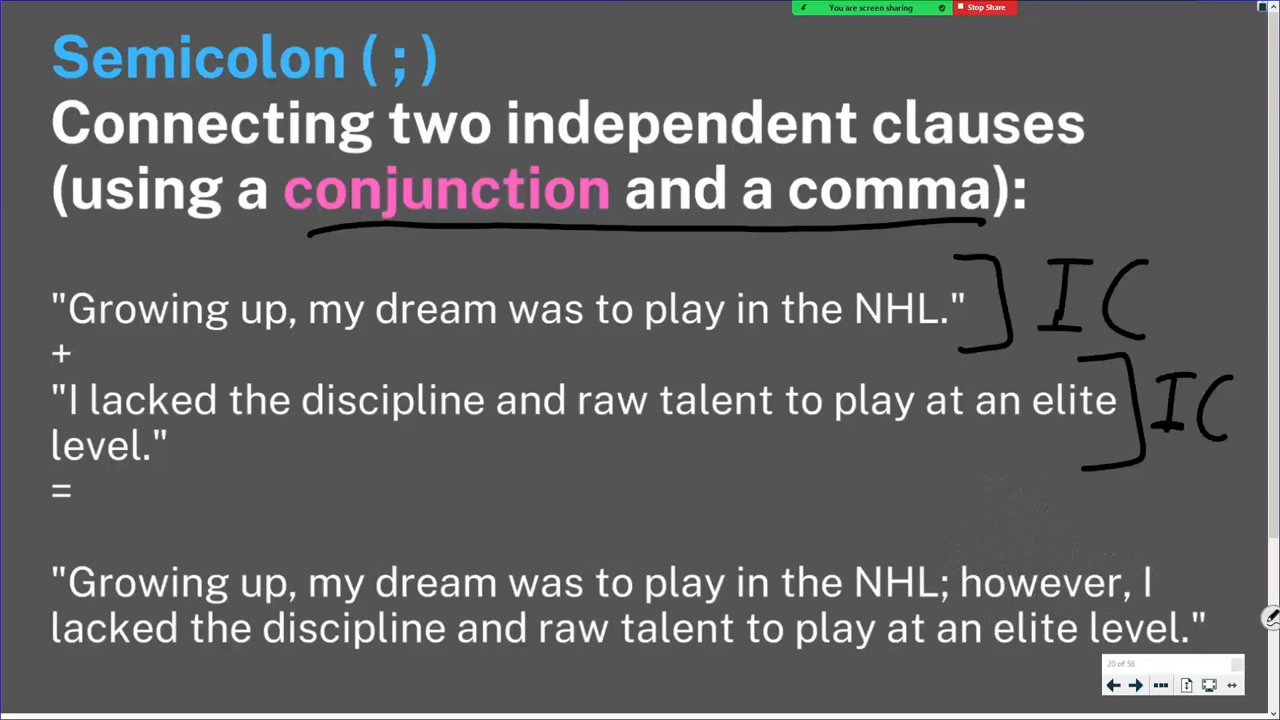 You are screen sharing
Stop Share
Semicolon ( ; )
Connecting two independent clauses
(using a conjunction and a comma):
"Growing up, my dream was to play in the NHL." IC
+
"I lacked the discipline and raw talent to play at an elite IC
level."
=
"Growing up, my dream was to play in the NHL; however, I
lacked the discipline and raw talent to play at an elite level."
20 of 58